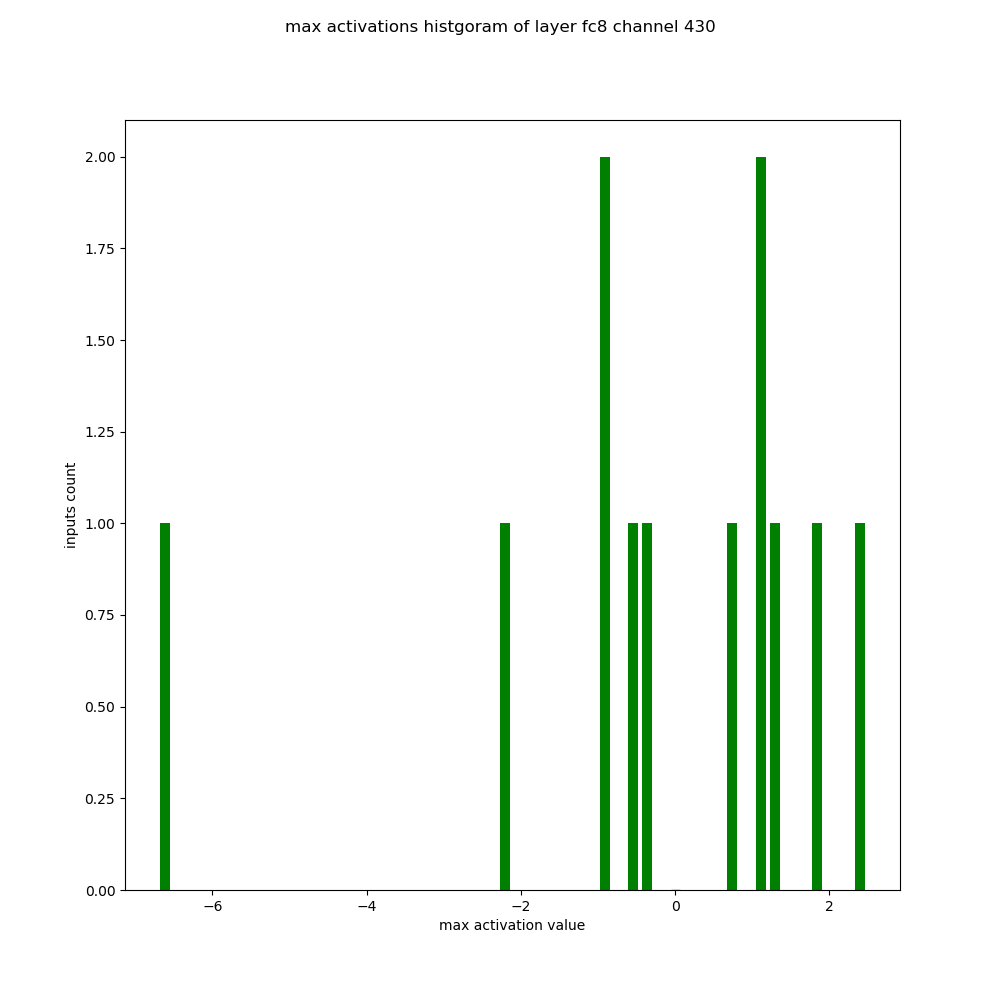 max activations histgoram of layer fc8 channel 430
2.00
1.75
1.50
1.25
1.00
0.75
0.50
0.25
0.00
inputs count
−6 −4 −2 0 2
max activation value